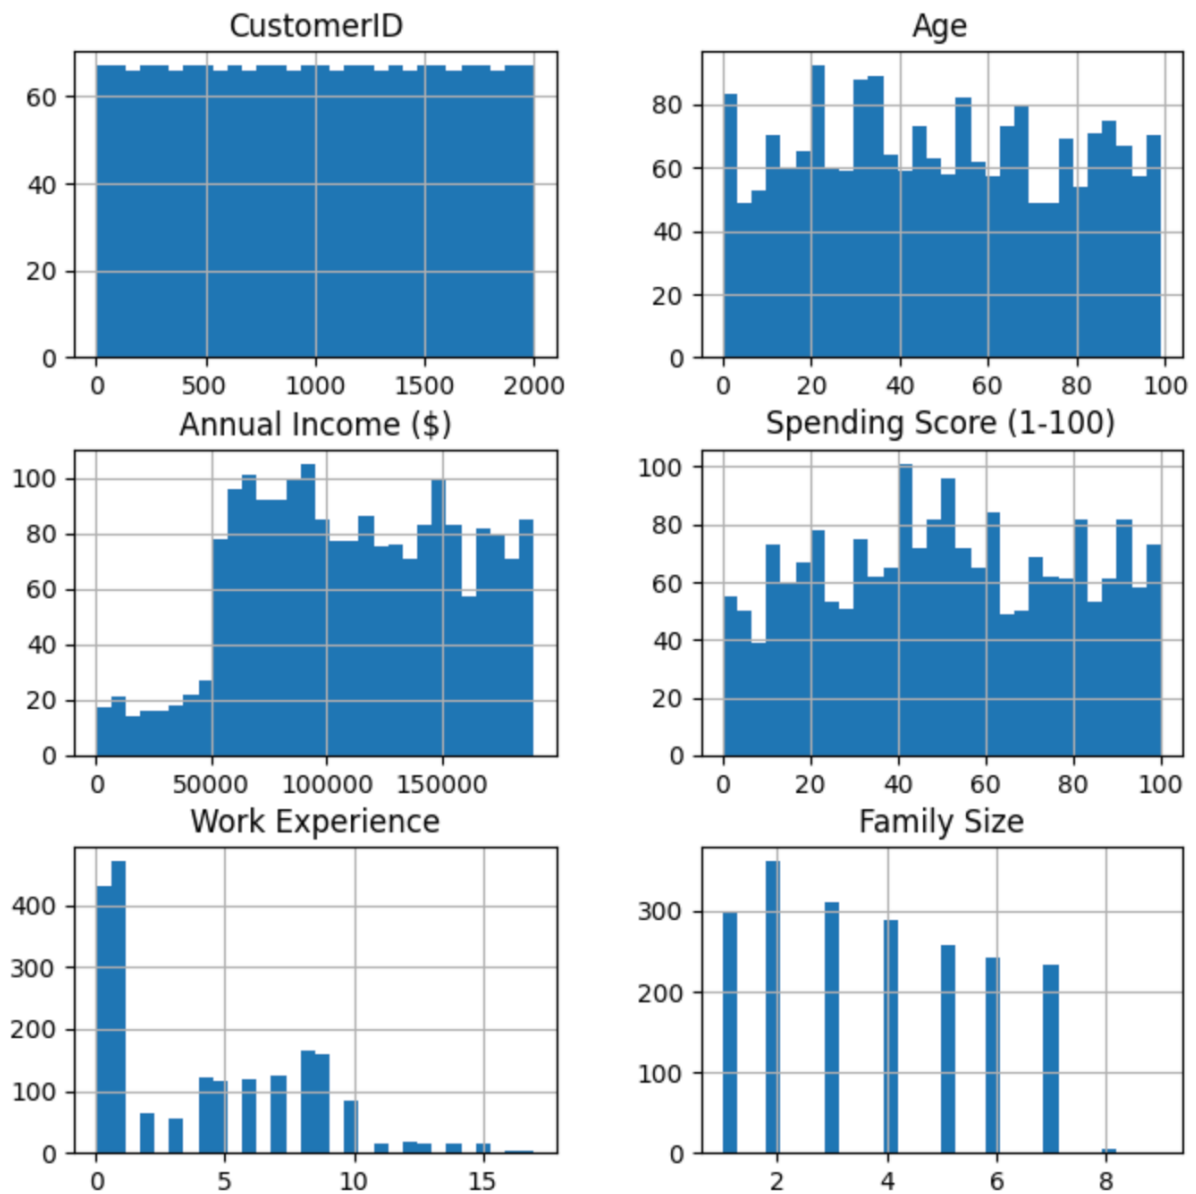 CustomerID
60
40
20
0
0 500 1000 1500 2000
Age
80
60
40
20
0
0 20 40 60 80 100
Annual Income ($)
100
80
60
40
20
0
0 50000 100000 150000
Spending Score (1-100)
100
80
60
40
20
0
0 20 40 60 80 100
Work Experience
400
300
200
100
0
0 5 10 15
Family Size
300
200
100
0
2 4 6 8